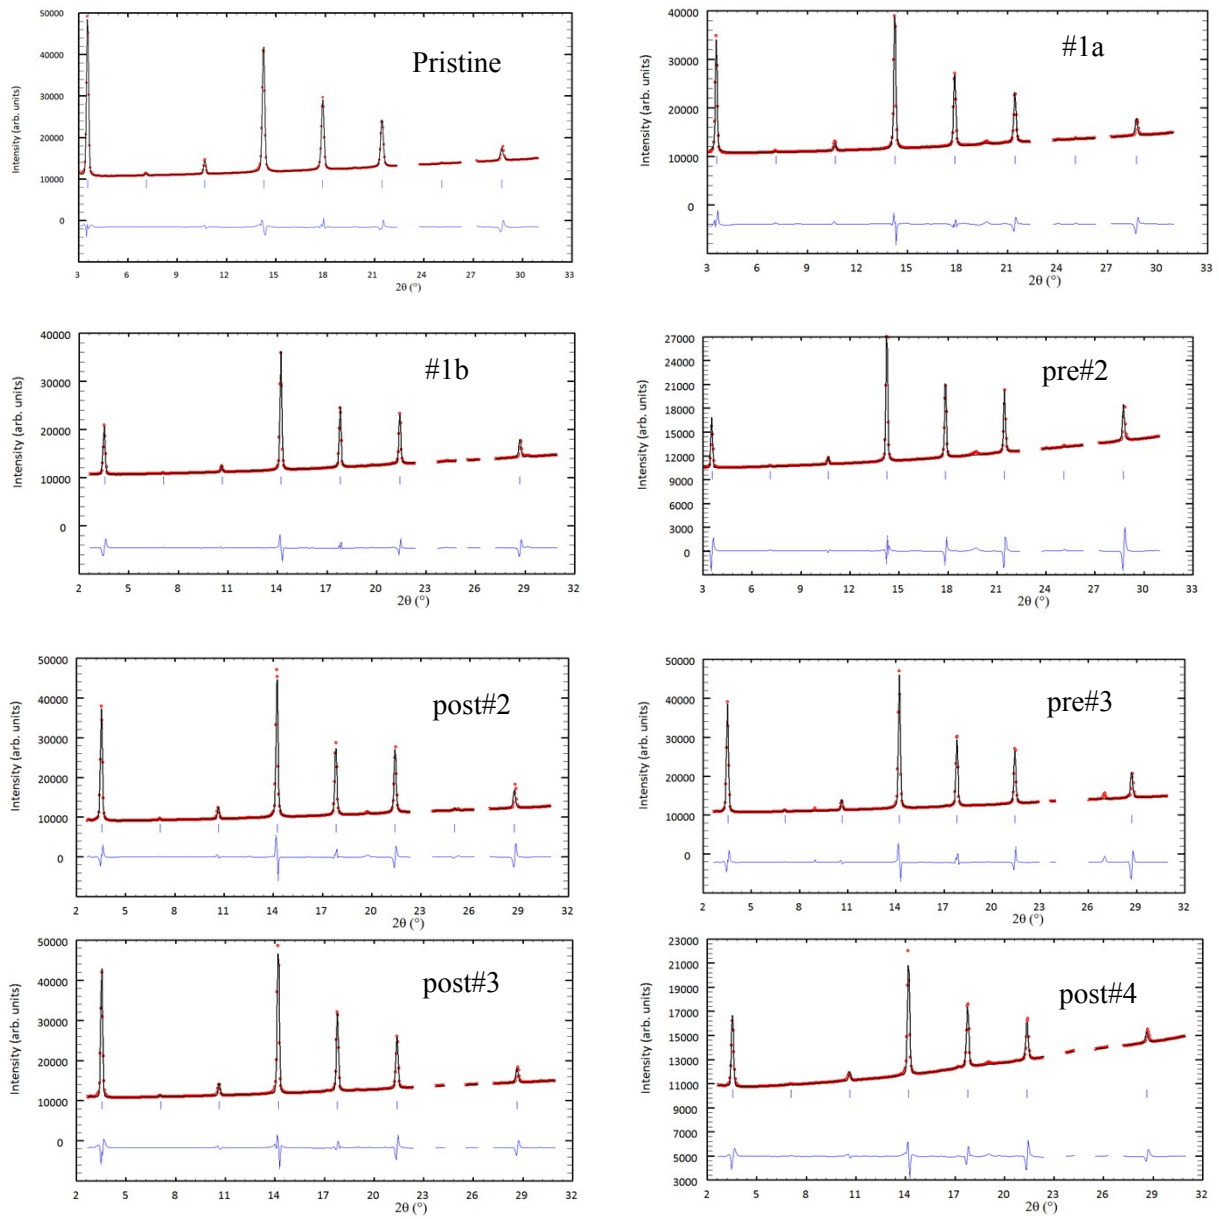 Pristine
50000
40000
30000
20000
10000
0
Intensity (arb. units)
3 6 9 12 15 18 21 24 27 30 33
2θ (°)
#1a
40000
30000
20000
10000
0
Intensity (arb. units)
3 6 9 12 15 18 21 24 27 30 33
2θ (°)
#1b
40000
30000
20000
10000
0
Intensity (arb. units)
2 5 8 11 14 17 20 23 26 29 32
2θ (°)
pre#2
27000
21000
18000
15000
12000
9000
3000
0
Intensity (arb. units)
3 6 9 12 15 18 21 24 27 30 33
2θ (°)
post#2
50000
40000
30000
20000
10000
0
Intensity (arb. units)
2 5 8 11 14 17 20 23 26 29 32
2θ (°)
pre#3
50000
40000
30000
20000
10000
0
Intensity (arb. units)
2 5 8 11 14 17 20 23 26 29 32
2θ (°)
post#3
50000
40000
30000
20000
10000
0
Intensity (arb. units)
2 5 8 11 14 17 20 23 26 29 32
2θ (°)
post#4
23000
21000
19000
17000
15000
13000
11000
9000
7000
5000
3000
Intensity (arb. units)
2 5 8 11 14 17 20 23 26 29 32
2θ (°)